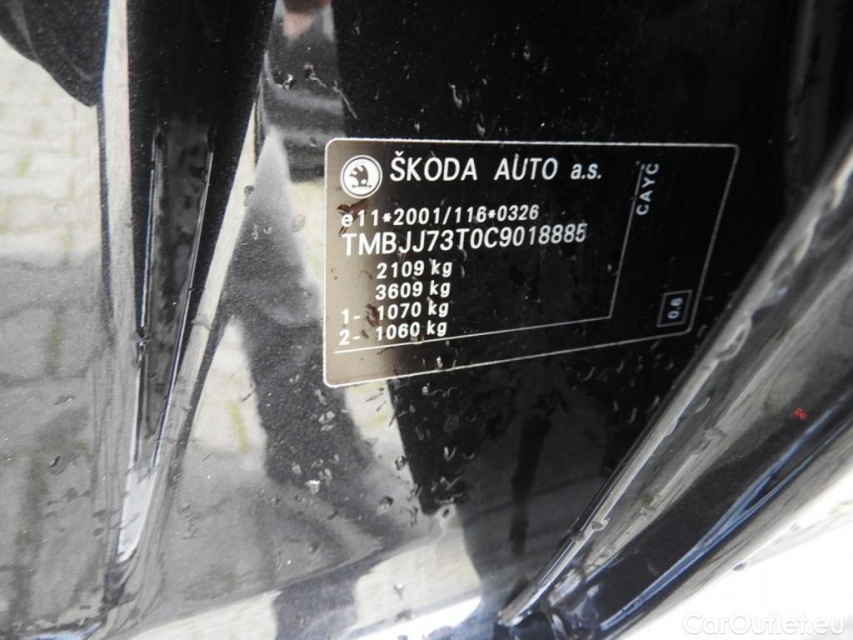 ŠKODA AUTO a.s.
e11*2001/116*0326
TMBJJ73T0C9018885
2109 kg
3609 kg
1- 1070 kg
2- 1060 kg
CAYC
0.6
CarOutlet.eu